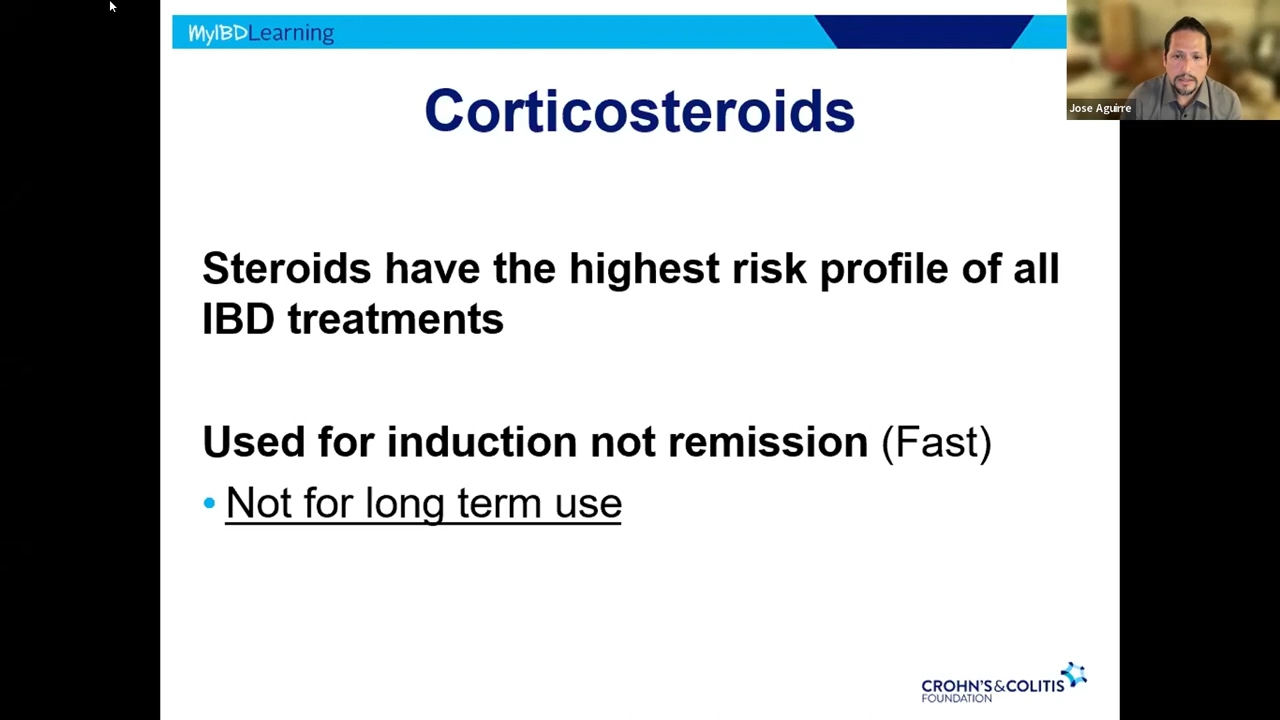 MyIBDLearning
Jose Aguirre
Corticosteroids
Steroids have the highest risk profile of all
IBD treatments
Used for induction not remission (Fast)
• Not for long term use
CROHN'S&COLITIS
FOUNDATION